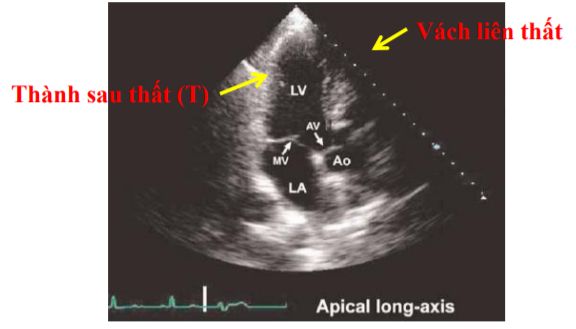 Vách liên thất
Thành sau thất (T)
LV
AV
MV
Ao
LA
Apical long-axis